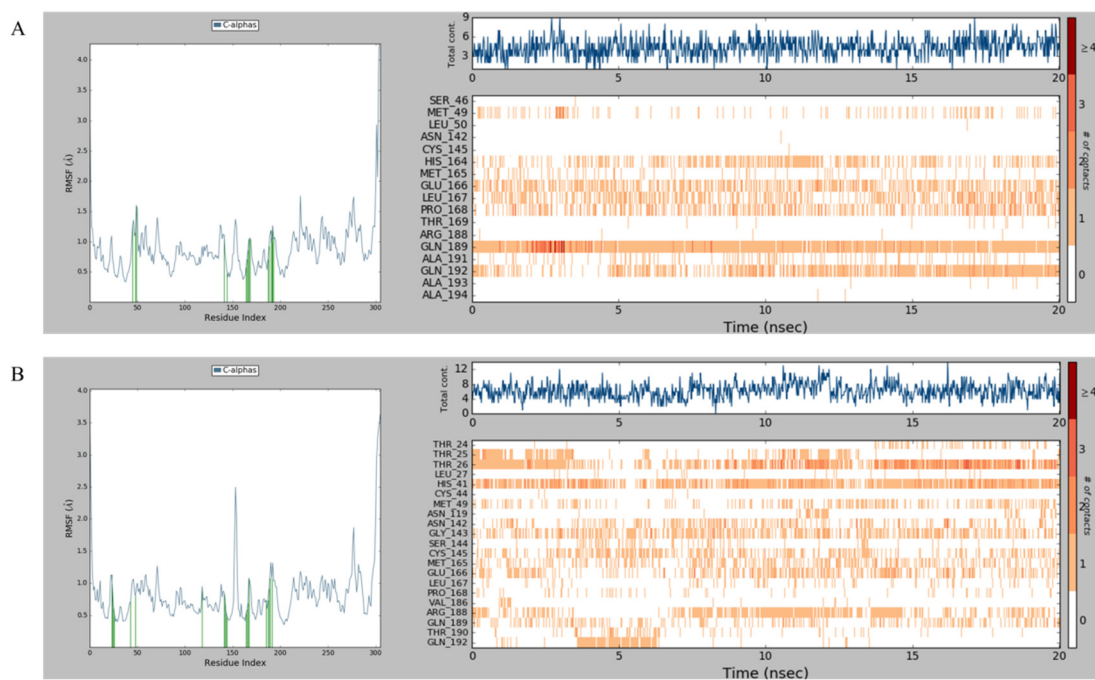 A
C-alphas
4.0
3.5
3.0
2.5
2.0
1.5
1.0
0.5
RMSF (Å)
0 50 100 150 200 250 300
Residue Index
Total cont.
9
6
3
0 5 10 15 20
SER_46
MET_49
LEU_50
ASN_142
CYS_145
HIS_164
MET_165
GLU_166
LEU_167
PRO_168
THR_169
ARG_188
GLN_189
ALA_191
GLN_192
ALA_193
ALA_194
0 5 10 15 20
Time (nsec)
≥4
3
2
1
0
# of contacts
B
C-alphas
4.0
3.5
3.0
2.5
2.0
1.5
1.0
0.5
RMSF (Å)
0 50 100 150 200 250 300
Residue Index
Total cont.
12
8
4
0
0 5 10 15 20
THR_24
THR_25
THR_26
LEU_27
HIS_41
CYS_44
MET_49
ASN_119
ASN_142
GLY_143
SER_144
CYS_145
MET_165
GLU_166
LEU_167
PRO_168
VAL_186
ARG_188
GLN_189
THR_190
GLN_192
0 5 10 15 20
Time (nsec)
≥4
3
2
1
0
# of contacts